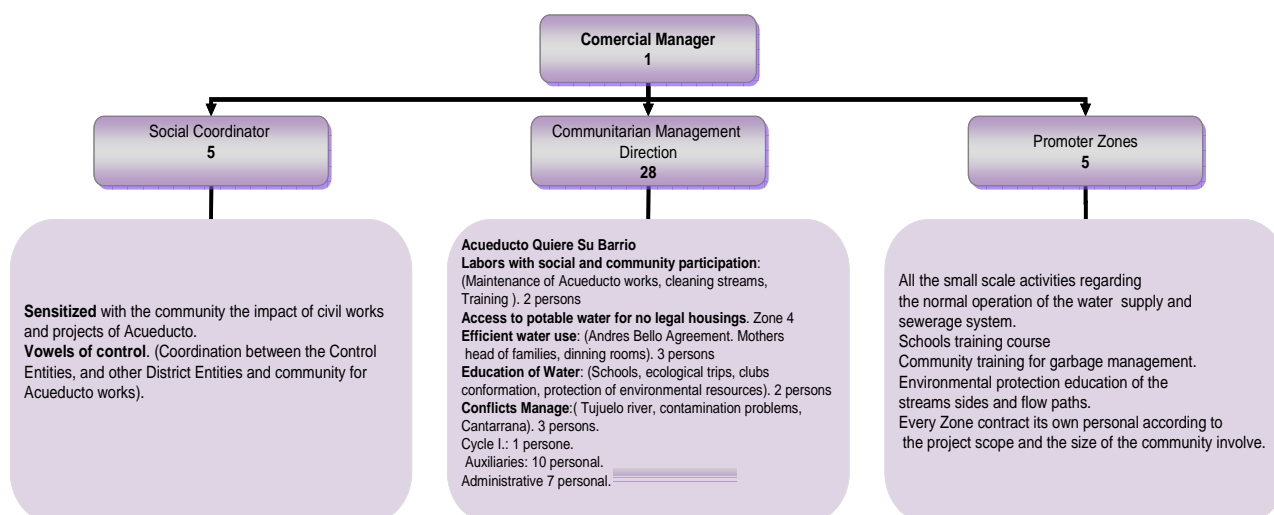 Comercial Manager
1
Social Coordinator
5
Communitarian Management
Direction
28
Promoter Zones
5
Sensitized with the community the impact of civil works
and projects of Acueducto.
Vowels of control. (Coordination between the Control
Entities, and other District Entities and community for
Acueducto works).
Acueducto Quiere Su Barrio
Labors with social and community participation:
(Maintenance of Acueducto works, cleaning streams,
Training ). 2 persons
Access to potable water for no legal housings. Zone 4
Efficient water use: (Andres Bello Agreement. Mothers
head of families, dinning rooms). 3 persons
Education of Water: (Schools, ecological trips, clubs
conformation, protection of environmental resources). 2 persons
Conflicts Manage:( Tujuelo river, contamination problems,
Cantarrana). 3 persons.
Cycle I.: 1 persone.
Auxiliaries: 10 personal.
Administrative 7 personal.
All the small scale activities regarding
the normal operation of the water supply and
sewerage system.
Schools training course
Community training for garbage management.
Environmental protection education of the
streams sides and flow paths.
Every Zone contract its own personal according to
the project scope and the size of the community involve.